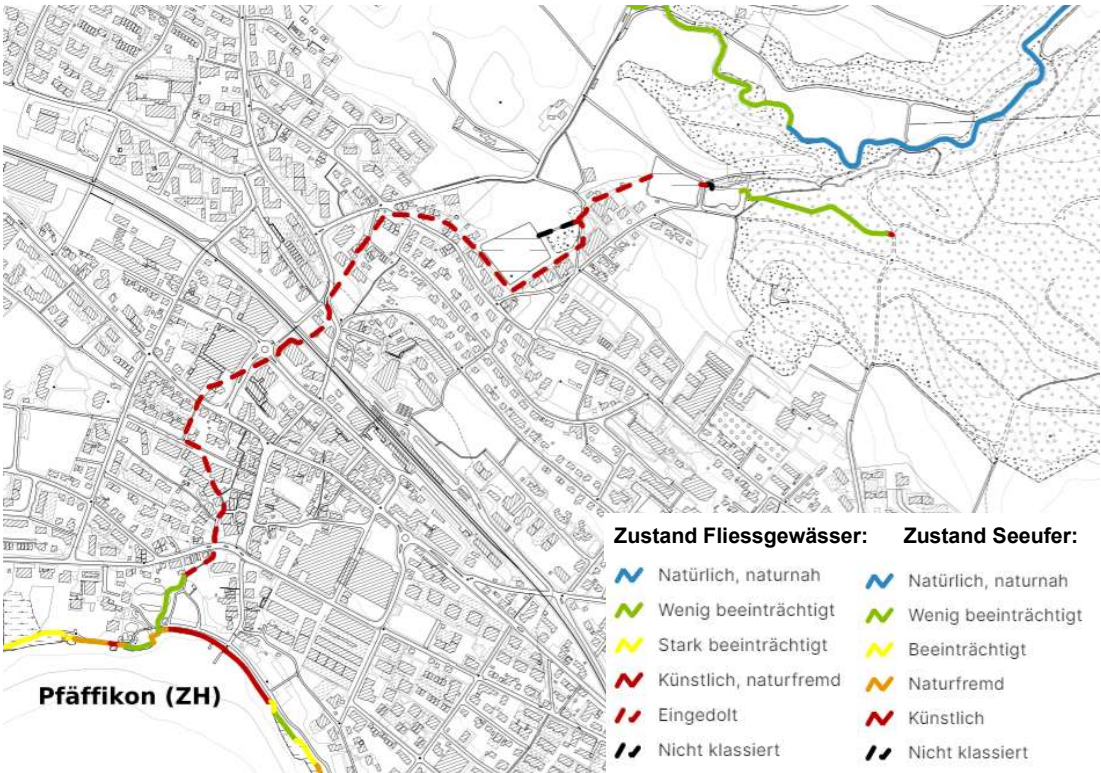 Pfäffikon (ZH)
Zustand Fliessgewässer:
Natürlich, naturnah
Wenig beeinträchtigt
Stark beeinträchtigt
Künstlich, naturfremd
Eingedolt
Nicht klassiert
Zustand Seeufer:
Natürlich, naturnah
Wenig beeinträchtigt
Beeinträchtigt
Naturfremd
Künstlich
Nicht klassiert